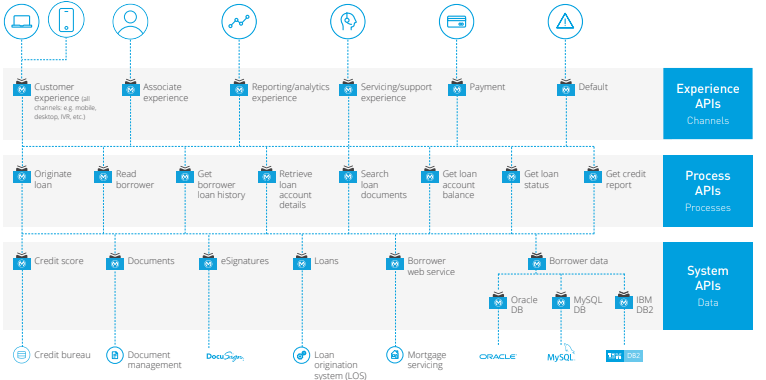 Customer
experience (all
channels: e.g. mobile,
desktop, IVR, etc.)
Associate
experience
Reporting/analytics
experience
Servicing/support
experience
Payment
Default
Experience
APIs
Channels
Originate
loan
Read
borrower
Get
borrower
loan history
Retrieve
loan
account
details
Search
loan
documents
Get loan
account
balance
Get loan
status
Get credit
report
Process
APIs
Processes
Credit score
Documents
eSignatures
Loans
Borrower
web service
Borrower data
Oracle
DB
MySQL
DB
IBM
DB2
System
APIs
Data
Credit bureau
Document
management
DocuSign
Loan
origination
system (LOS)
Mortgage
servicing
ORACLE
MySQL
IBM DB2